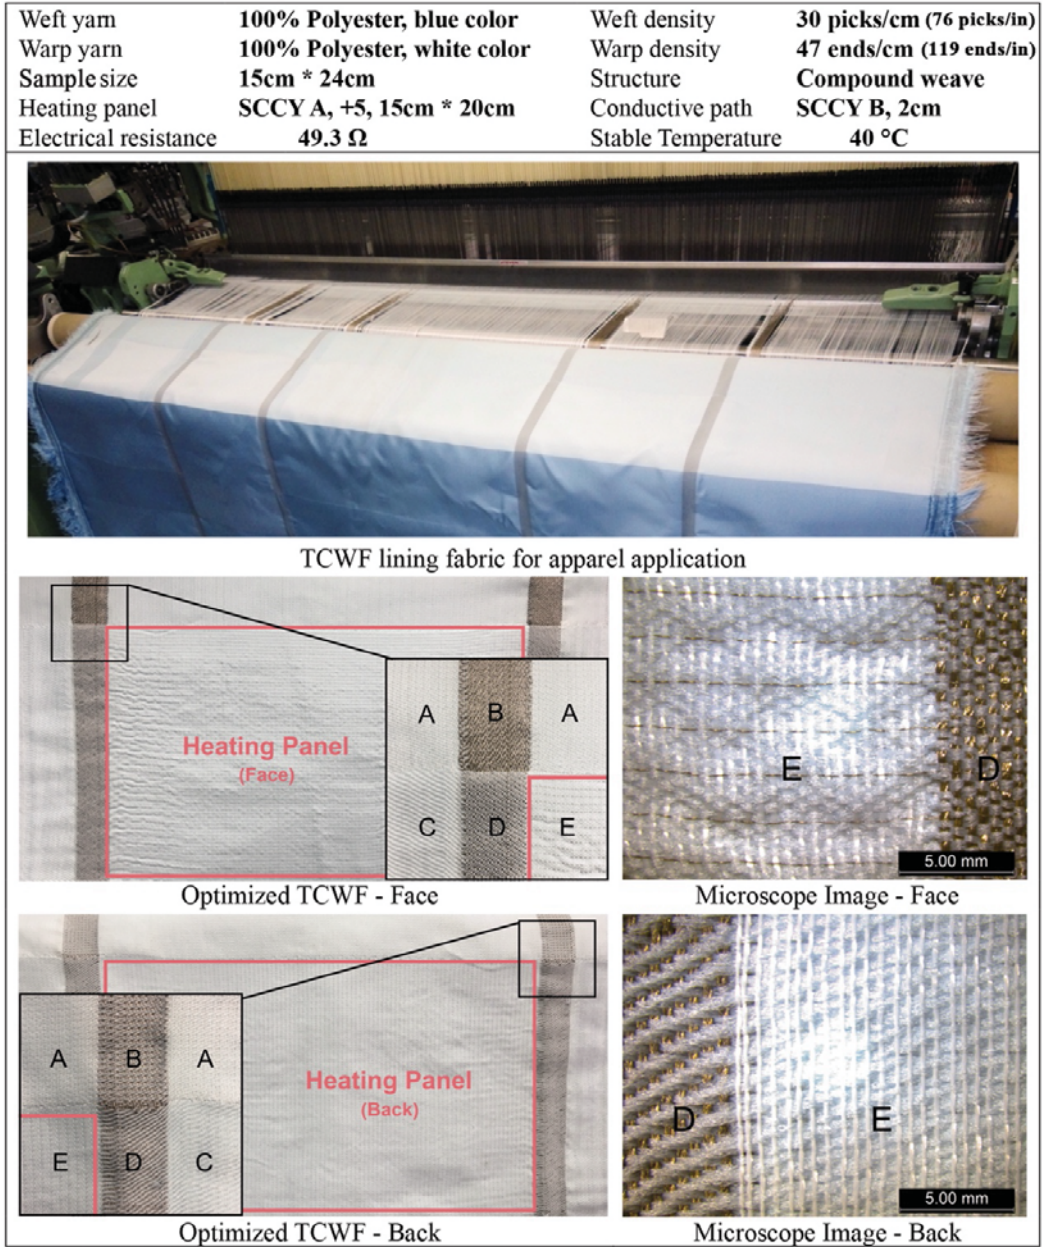 Weft yarn 100% Polyester, blue color Weft density 30 picks/cm (76 picks/in)
Warp yarn 100% Polyester, white color Warp density 47 ends/cm (119 ends/in)
Sample size 15cm * 24cm Structure Compound weave
Heating panel SCCY A, +5, 15cm * 20cm Conductive path SCCY B, 2cm
Electrical resistance 49.3 Ω Stable Temperature 40 °C
TCWF lining fabric for apparel application
Heating Panel
(Face)
A B A
C D E
E D
5.00 mm
Optimized TCWF - Face Microscope Image - Face
A B A
E D C
Heating Panel
(Back)
D E
5.00 mm
Optimized TCWF - Back Microscope Image - Back